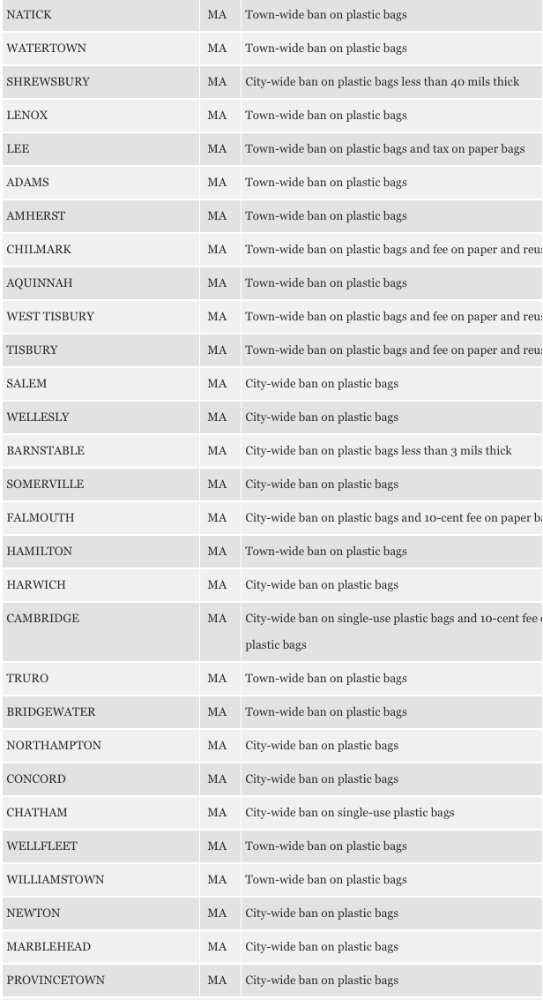 NATICK MA Town-wide ban on plastic bags
WATERTOWN MA Town-wide ban on plastic bags
SHREWSBURY MA City-wide ban on plastic bags less than 40 mils thick
LENOX MA Town-wide ban on plastic bags
LEE MA Town-wide ban on plastic bags and tax on paper bags
ADAMS MA Town-wide ban on plastic bags
AMHERST MA Town-wide ban on plastic bags
CHILMARK MA Town-wide ban on plastic bags and fee on paper and
AQUINNAH MA Town-wide ban on plastic bags
WEST TISBURY MA Town-wide ban on plastic bags and fee on paper and
TISBURY MA Town-wide ban on plastic bags and fee on paper and
SALEM MA City-wide ban on plastic bags
WELLESLY MA City-wide ban on plastic bags
BARNSTABLE MA City-wide ban on plastic bags less than 3 mils thick
SOMERVILLE MA City-wide ban on plastic bags
FALMOUTH MA City-wide ban on plastic bags and 10-cent fee on paper
HAMILTON MA Town-wide ban on plastic bags
HARWICH MA City-wide ban on plastic bags
CAMBRIDGE MA City-wide ban on single-use plastic bags and 10-cent fee
plastic bags
TRURO MA Town-wide ban on plastic bags
BRIDGEWATER MA Town-wide ban on plastic bags
NORTHAMPTON MA City-wide ban on plastic bags
CONCORD MA City-wide ban on plastic bags
CHATHAM MA City-wide ban on single-use plastic bags
WELLFLEET MA Town-wide ban on plastic bags
WILLIAMSTOWN MA Town-wide ban on plastic bags
NEWTON MA City-wide ban on plastic bags
MARBLEHEAD MA City-wide ban on plastic bags
PROVINCETOWN MA City-wide ban on plastic bags